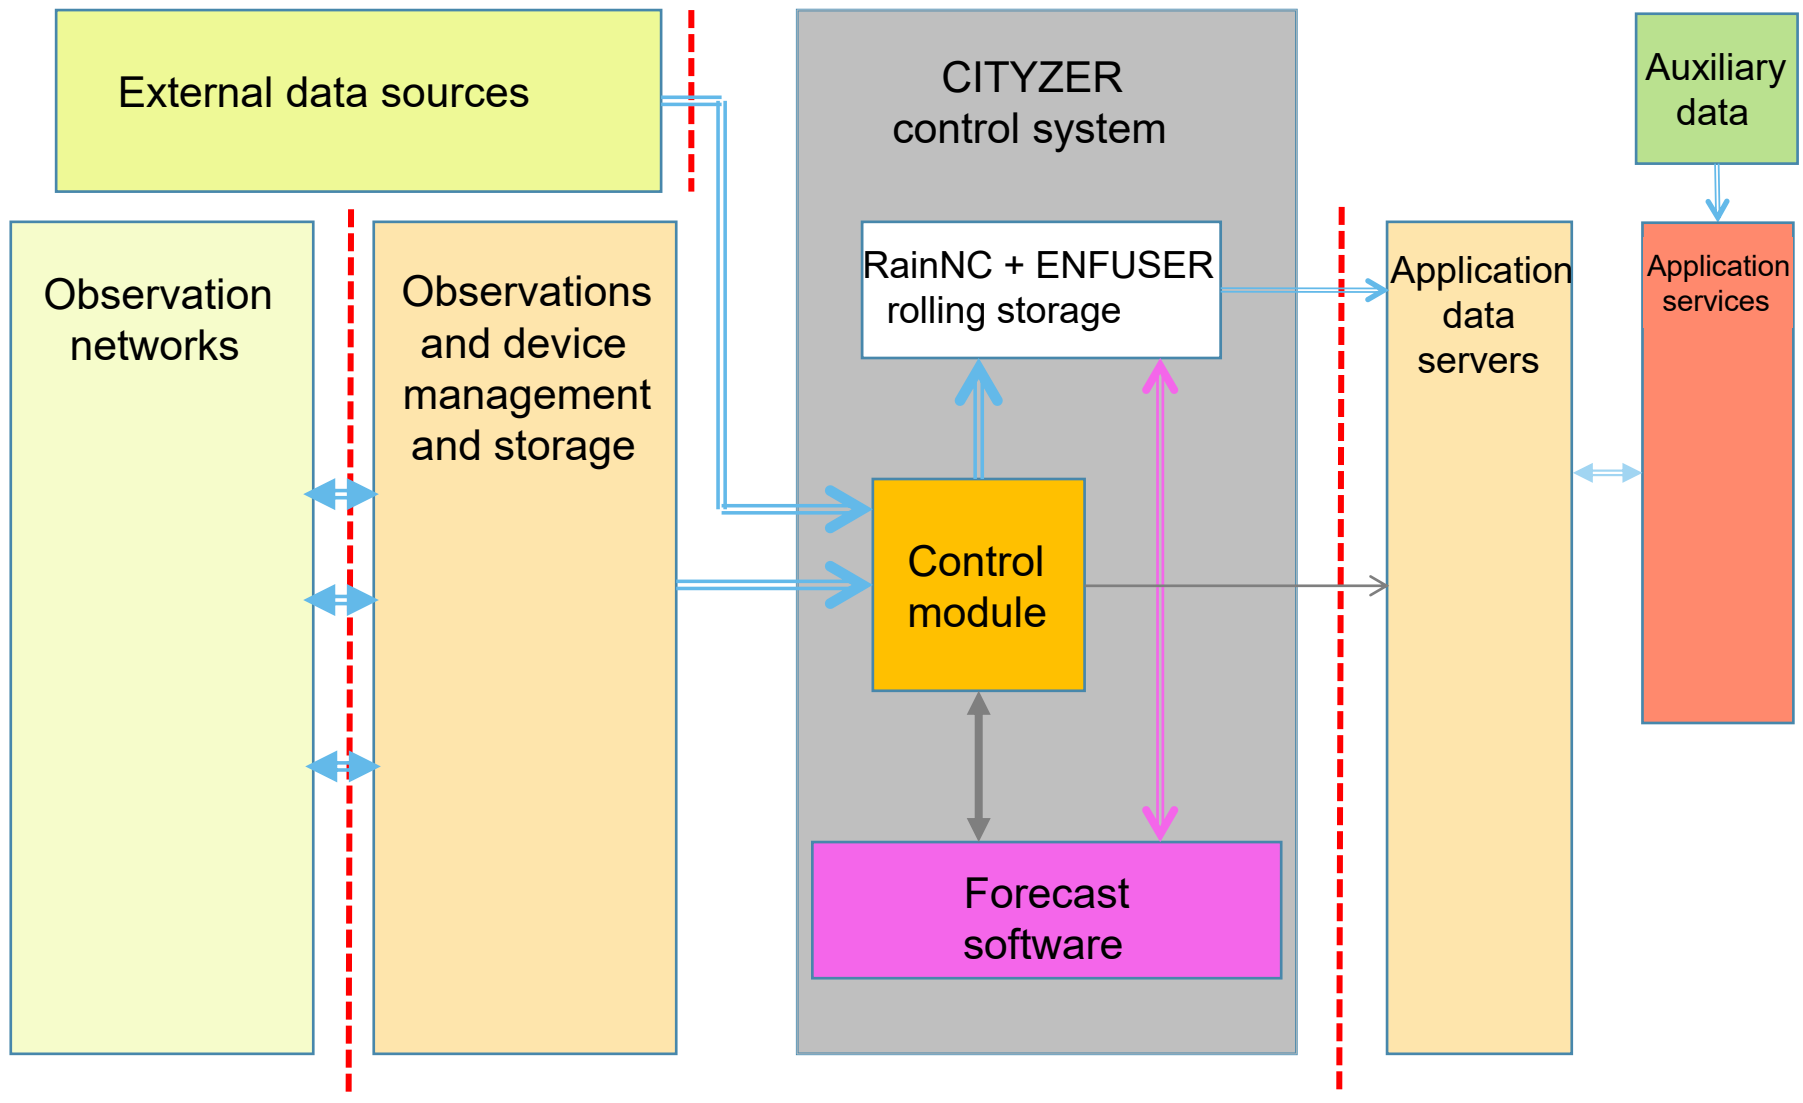 External data sources
CITYZER
control system
Auxiliary
data
Observation
networks
Observations
and device
management
and storage
RainNC + ENFUSER
rolling storage
Application
data
servers
Application
services
Control
module
Forecast
software